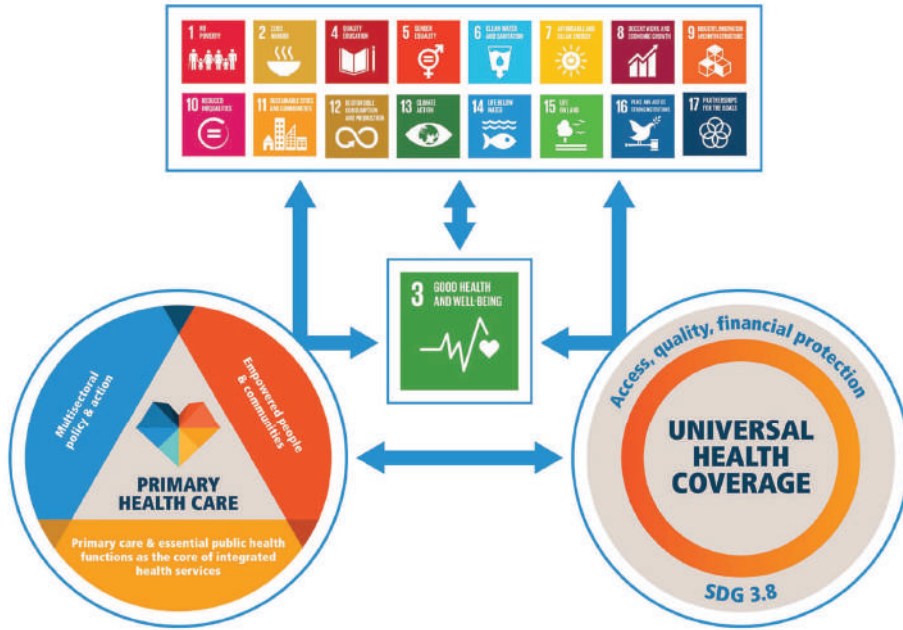 1 NO
POVERTY
2 ZERO
HUNGER
4 QUALITY
EDUCATION
5 GENDER
EQUALITY
6 CLEAN WATER
AND SANITATION
7 AFFORDABLE AND
CLEAN ENERGY
8 DECENT WORK AND
ECONOMIC GROWTH
9 INDUSTRY, INNOVATION
AND INFRASTRUCTURE
10 REDUCED
INEQUALITIES
11 SUSTAINABLE CITIES
AND COMMUNITIES
12 RESPONSIBLE
CONSUMPTION
AND PRODUCTION
13 CLIMATE
ACTION
14 LIFE BELOW
WATER
15 LIFE
ON LAND
16 PEACE AND JUSTICE
STRONG INSTITUTIONS
17 PARTNERSHIPS
FOR THE GOALS
3 GOOD HEALTH
AND WELL-BEING
Multisectoral
policy & action
Empowered people
& communities
PRIMARY
HEALTH CARE
Primary care & essential public health
functions as the core of integrated
health services
Access, quality, financial protection
UNIVERSAL
HEALTH
COVERAGE
SDG 3.8